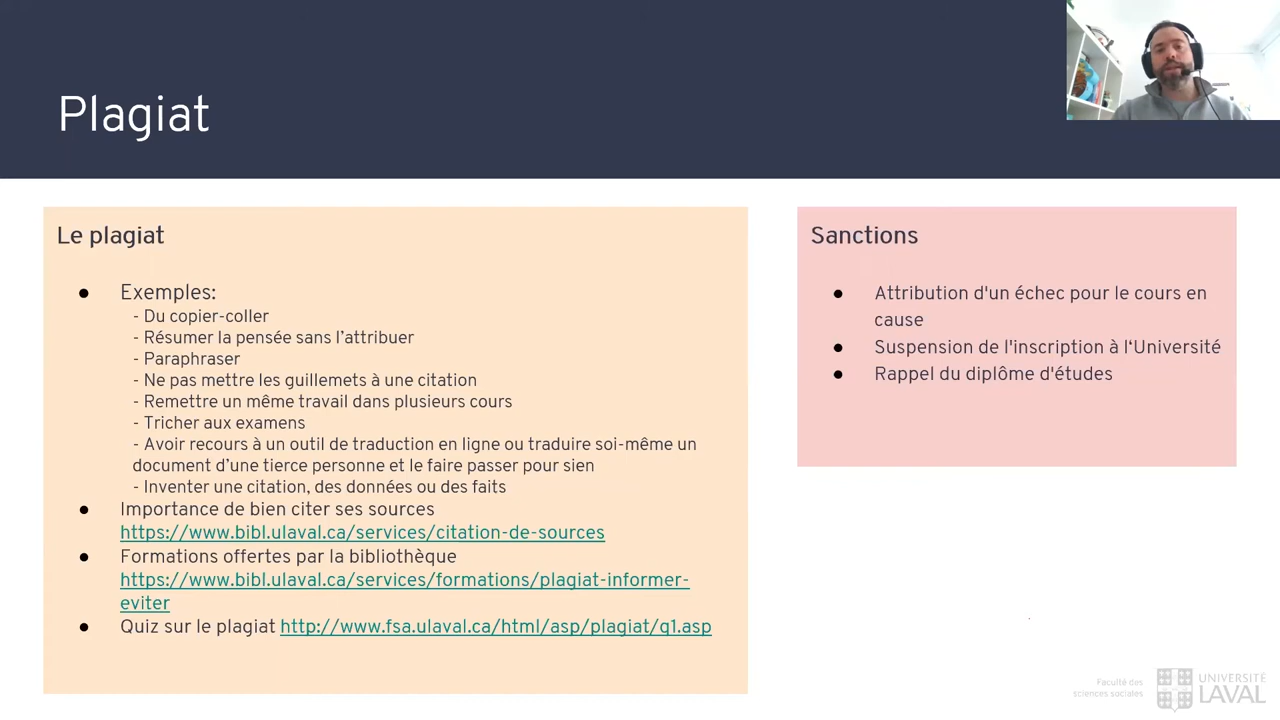 Plagiat
Le plagiat
● Exemples:
- Du copier-coller
- Résumer la pensée sans l’attribuer
- Paraphraser
- Ne pas mettre les guillemets à une citation
- Remettre un même travail dans plusieurs cours
- Tricher aux examens
- Avoir recours à un outil de traduction en ligne ou traduire soi-même un
document d’une tierce personne et le faire passer pour sien
- Inventer une citation, des données ou des faits
● Importance de bien citer ses sources
https://www.bibl.ulaval.ca/services/citation-de-sources
● Formations offertes par la bibliothèque
https://www.bibl.ulaval.ca/services/formations/plagiat-informer-
eviter
● Quiz sur le plagiat http://www.fsa.ulaval.ca/html/asp/plagiat/q1.asp
Sanctions
● Attribution d'un échec pour le cours en
cause
● Suspension de l'inscription à l‘Université
● Rappel du diplôme d'études
Faculté des
sciences sociales
UNIVERSITÉ
LAVAL